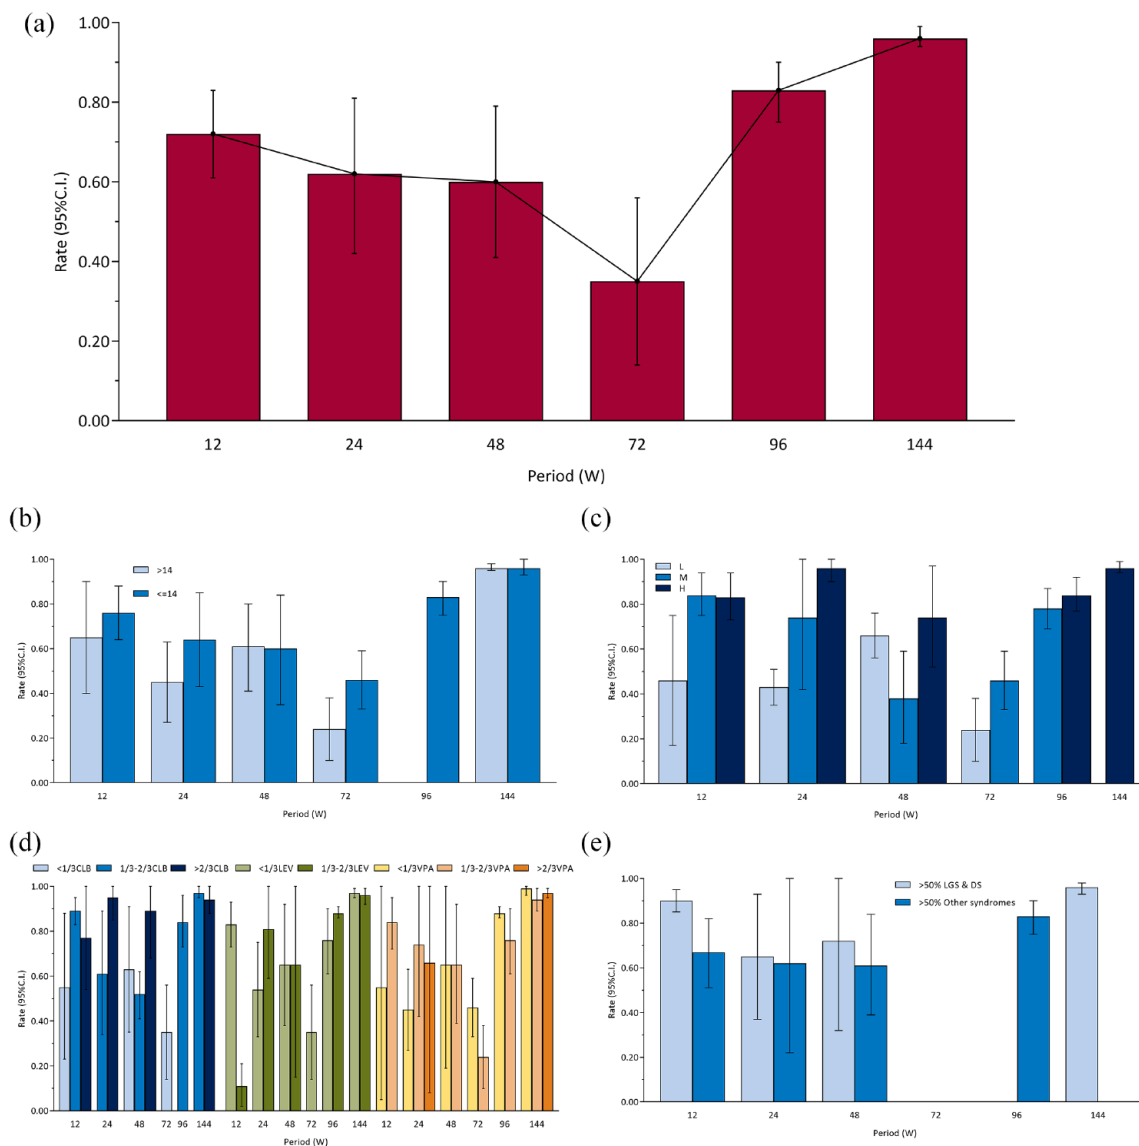 (a)
1.00
0.80
0.60
0.40
0.20
0.00
Rate (95%C.I.)
12 24 48 72 96 144
Period (W)
(b)
1.00
0.80
0.60
0.40
0.20
0.00
Rate (95%C.I.)
>14
<=14
12 24 48 72 96 144
Period (W)
(c)
1.00
0.80
0.60
0.40
0.20
0.00
Rate (95%C.I.)
L
M
H
12 24 48 72 96 144
Period (W)
(d)
<1/3CLB 1/3-2/3CLB >2/3CLB <1/3LEV 1/3-2/3LEV <1/3VPA 1/3-2/3VPA >2/3VPA
1.00
0.80
0.60
0.40
0.20
0.00
Rate (95%C.I.)
12 24 48 72 96 144 12 24 48 72 96 144 12 24 48 72 96 144
Period (W)
(e)
1.00
0.80
0.60
0.40
0.20
0.00
Rate (95%C.I.)
>50% LGS & DS
>50% Other syndromes
12 24 48 72 96 144
Period (W)